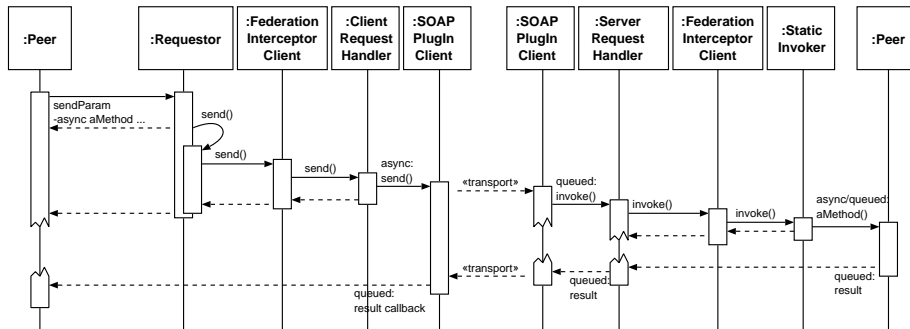 :Peer
:Requestor
:Federation
Interceptor
Client
:Client
Request
Handler
:SOAP
PlugIn
Client
:SOAP
PlugIn
Client
:Server
Request
Handler
:Federation
Interceptor
Client
:Static
Invoker
:Peer
sendParam
-async aMethod ...
send()
send()
send()
async:
send()
«transport»
queued:
invoke()
invoke()
invoke()
async/queued:
aMethod()
«transport»
queued:
result callback
queued:
result
queued:
result